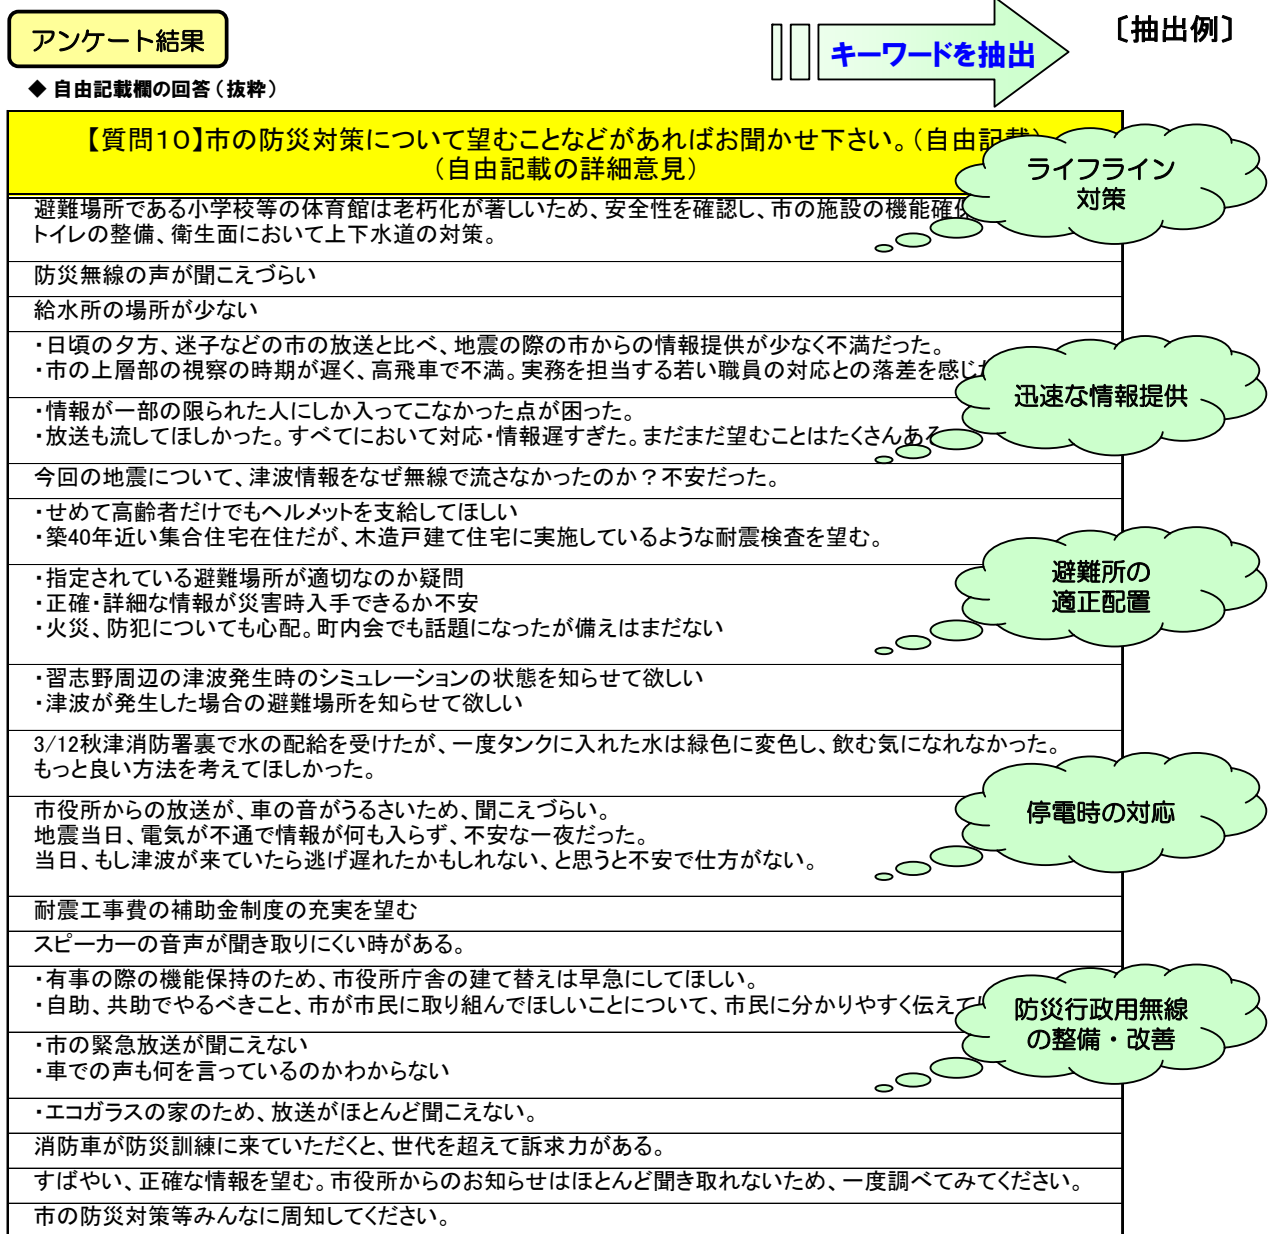 アンケート結果
キーワードを抽出
〔抽出例〕
◆ 自由記載欄の回答（抜粋）
【質問１０】市の防災対策について望むことなどがあればお聞かせ下さい。（自由記載）
（自由記載の詳細意見）
ライフライン
対策
避難場所である小学校等の体育館は老朽化が著しいため、安全性を確認し、市の施設の機能確保
トイレの整備、衛生面において上下水道の対策。
防災無線の声が聞こえづらい
給水所の場所が少ない
・日頃の夕方、迷子などの市の放送と比べ、地震の際の市からの情報提供が少なく不満だった。
・市の上層部の視察の時期が遅く、高飛車で不満。実務を担当する若い職員の対応との落差を感じ
迅速な情報提供
・情報が一部の限られた人にしか入ってこなかった点が困った。
・放送も流してほしかった。すべてにおいて対応・情報遅すぎた。まだまだ望むことはたくさんある
今回の地震について、津波情報をなぜ無線で流さなかったのか？不安だった。
・せめて高齢者だけでもヘルメットを支給してほしい
・築40年近い集合住宅在住だが、木造戸建て住宅に実施しているような耐震検査を望む。
避難所の
適正配置
・指定されている避難場所が適切なのか疑問
・正確・詳細な情報が災害時入手できるか不安
・火災、防犯についても心配。町内会でも話題になったが備えはまだない
・習志野周辺の津波発生時のシミュレーションの状態を知らせて欲しい
・津波が発生した場合の避難場所を知らせて欲しい
3/12秋津消防署裏で水の配給を受けたが、一度タンクに入れた水は緑色に変色し、飲む気になれなかった。
もっと良い方法を考えてほしかった。
停電時の対応
市役所からの放送が、車の音がうるさいため、聞こえづらい。
地震当日、電気が不通で情報が何も入らず、不安な一夜だった。
当日、もし津波が来ていたら逃げ遅れたかもしれない、と思うと不安で仕方がない。
耐震工事費の補助金制度の充実を望む
スピーカーの音声が聞き取りにくい時がある。
・有事の際の機能保持のため、市役所庁舎の建て替えは早急にしてほしい。
・自助、共助でやるべきこと、市が市民に取り組んでほしいことについて、市民に分かりやすく伝えて
防災行政用無線
の整備・改善
・市の緊急放送が聞こえない
・車での声も何を言っているのかわからない
・エコガラスの家のため、放送がほとんど聞こえない。
消防車が防災訓練に来ていただくと、世代を超えて訴求力がある。
すばやい、正確な情報を望む。市役所からのお知らせはほとんど聞き取れないため、一度調べてみてください。
市の防災対策等みんなに周知してください。